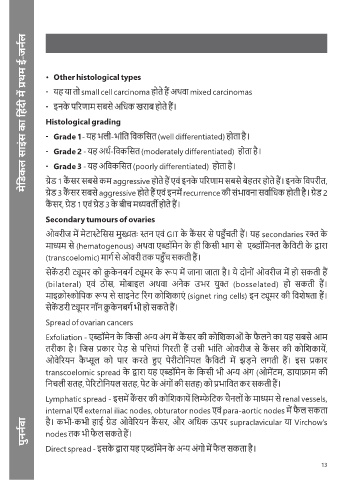 मेडिकल साइंस का हिंदी में प्रथम ई-जर्नल
• Other histological types
- यह या तो small cell carcinoma होते हैं अथवा mixed carcinomas
- इनके परिणाम सबसे अधिक खराब होते हैं।
Histological grading
- Grade 1 - यह भली-भांति विकसित (well differentiated) होता है।
- Grade 2 - यह अर्ध-विकसित (moderately differentiated) होता है।
- Grade 3 - यह अविकसित (poorly differentiated) होता है।
ग्रेड 1 कैंसर सबसे कम aggressive होते हैं एवं इनके परिणाम सबसे बेहतर होते हैं। इनके विपरीत,
ग्रेड 3 कैंसर सबसे aggressive होते हैं एवं इनमें recurrence की संभावना सर्वाधिक होती है। ग्रेड 2
कैंसर, ग्रेड 1 एवं ग्रेड 3 के बीच मध्यवर्ती होते हैं।
Secondary tumours of ovaries
ओवरीज में मेटास्टेसिस मुख्यतः स्तन एवं GIT के कैंसर से पहुँचती हैं। यह secondaries रक्त के
माध्यम से (hematogenous) अथवा एब्डॉमेन के ही किसी भाग से एब्डॉमिनल कैविटी के द्वारा
(transcoelomic) मार्ग से ओवरी तक पहुँच सकती हैं।
सेकेंडरी ट्यूमर को क्रुकेनबर्ग ट्यूमर के रूप में जाना जाता है। ये दोनों ओवरीज में हो सकती हैं
(bilateral) एवं ठोस, मोबाइल अथवा अनेक उभर युक्त (bosselated) हो सकती हैं।
माइक्रोस्कोपिक रूप से साइनेट रिंग कोशिकाएं (signet ring cells) इन ट्यूमर की विशेषता हैं।
सेकेंडरी ट्यूमर नॉन क्रुकेनबर्ग भी हो सकते हैं।
Spread of ovarian cancers
Exfoliation - एब्डॉमेन के किसी अन्य अंग में कैंसर की कोशिकाओं के फैलने का यह सबसे आम
तरीका है। जिस प्रकार पेड़ से पत्तियां गिरती हैं उसी भांति ओवरीज से कैंसर की कोशिकायें,
ओवेरियन कैप्सूल को पार करते हुए पेरीटोनियल कैविटी में झड़ने लगती हैं। इस प्रकार
transcoelomic spread के द्वारा यह एब्डॉमेन के किसी भी अन्य अंग (ओमेंटम, डायाफ्राम की
निचली सतह, पेरिटोनियल सतह, पेट के अंगों की सतह) को प्रभावित कर सकती हैं।
Lymphatic spread - इसमें कैंसर की कोशिकायें लिम्फेटिक चैनलों के माध्यम से renal vessels,
internal एवं external iliac nodes, obturator nodes एवं para-aortic nodes में फैल सकता
है। कभी-कभी हाई ग्रेड ओवेरियन कैंसर, और अधिक ऊपर supraclavicular या Virchow's
nodes तक भी फैल सकते हैं।
Direct spread - इसके द्वारा यह एब्डॉमेन के अन्य अंगो में फैल सकता है।
पुनर्नवा
13